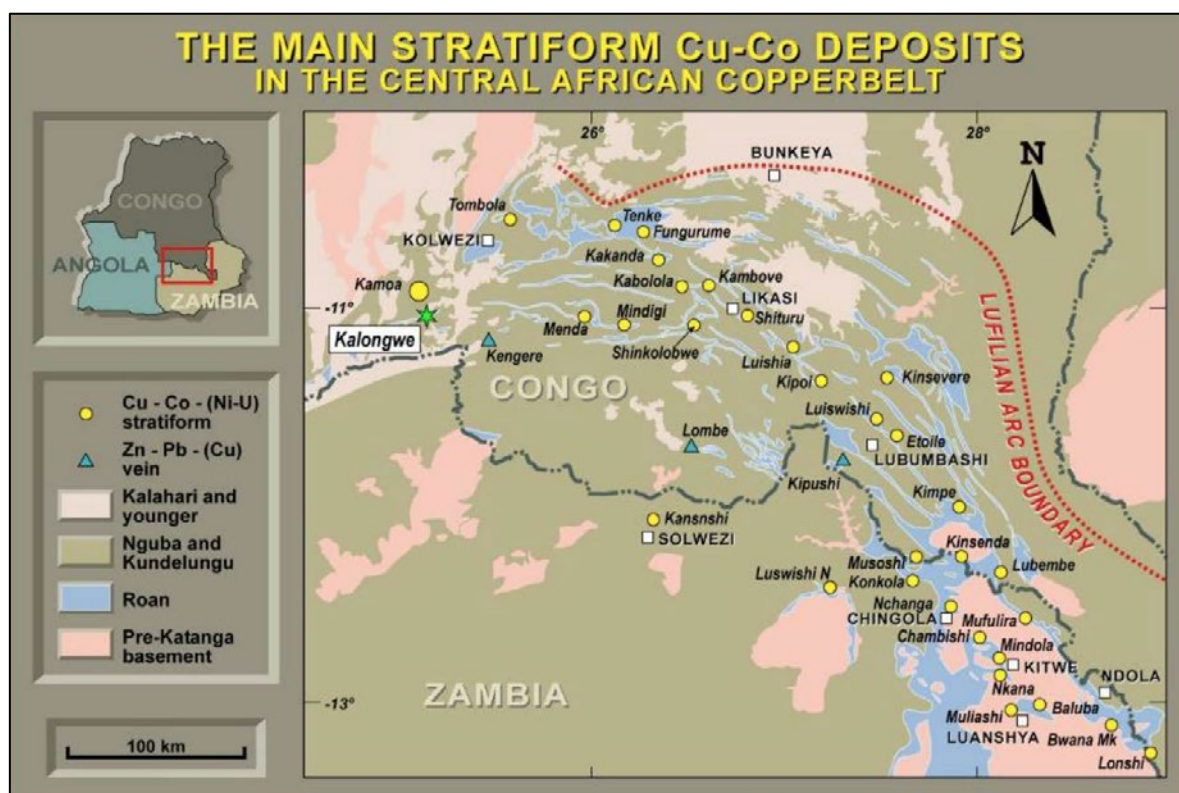 THE MAIN STRATIFORM Cu-Co DEPOSITS
IN THE CENTRAL AFRICAN COPPERBELT
CONGO
ANGOLA
ZAMBIA
Cu - Co - (Ni-U)
stratiform
Zn - Pb - (Cu)
vein
Kalahari and
younger
Nguba and
Kundelungu
Roan
Pre-Katanga
basement
100 km
26°
28°
-11°
-13°
N
BUNKEYA
Tombola
KOLWEZI
Tenke
Fungurume
Kakanda
Kamoa
Kabolola
Kambove
LIKASI
Kalongwe
Menda
Mindigi
Shituru
Kengere
Shinkolobwe
Luishia
CONGO
Kipoi
Kinsevere
Luiswishi
Lombe
Etoile
LUBUMBASHI
Kipushi
Kimpe
LUFILIAN ARC BOUNDARY
Kansnshi
SOLWEZI
Musoshi
Kinsenda
Luswishi N
Konkola
Lubembe
Nchanga
CHINGOLA
Mufulira
Chambishi
Mindola
KITWE
ZAMBIA
Nkana
NDOLA
Muliashi
Baluba
LUANSHYA
Bwana Mk
Lonshi